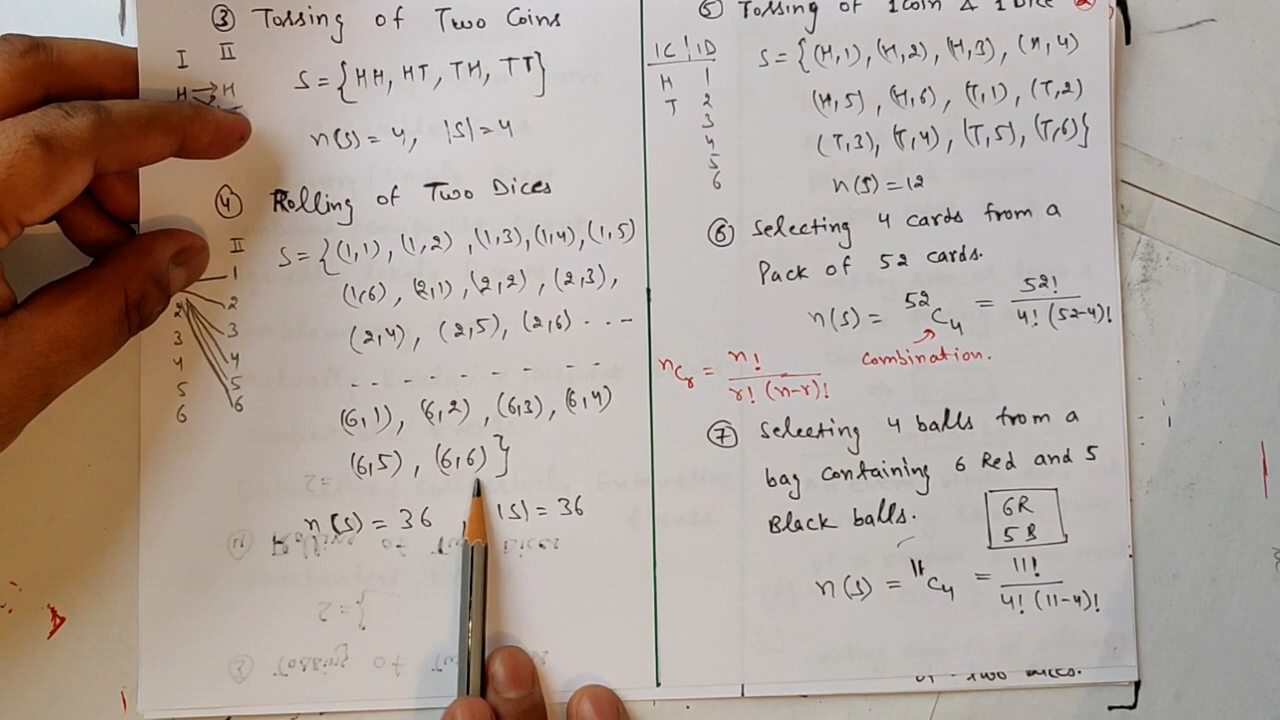 ③ Tossing of Two Coins
I II
H → H
S = {HH, HT, TH, TT}
n(s) = 4, |S| = 4
④ Rolling of Two Dices
II
1
2 2
3 3
4 4
5 5
6 6
S = {(1,1), (1,2), (1,3), (1,4), (1,5)
(1,6), (2,1), (2,2), (2,3),
(2,4), (2,5), (2,6) ...
- - - - - - - -
(6,1), (6,2), (6,3), (6,4)
(6,5), (6,6)}
n(s) = 36, |S| = 36
⑤ Tossing of 1 Coin & 1 Dice
1C | 1D
H 1
T 2
3
4
5
6
S = {(H,1), (H,2), (H,3), (H,4)
(H,5), (H,6), (T,1), (T,2)
(T,3), (T,4), (T,5), (T,6)}
n(s) = 12
⑥ Selecting 4 cards from a
Pack of 52 cards.
n(s) = ⁵²C₄ = 52! / 4! (52-4)!
combination.
ⁿCᵣ = n! / r! (n-r)!
⑦ Selecting 4 balls from a
bag containing 6 Red and 5
Black balls.
6R
5B
n(s) = ¹¹C₄ = 11! / 4! (11-4)!